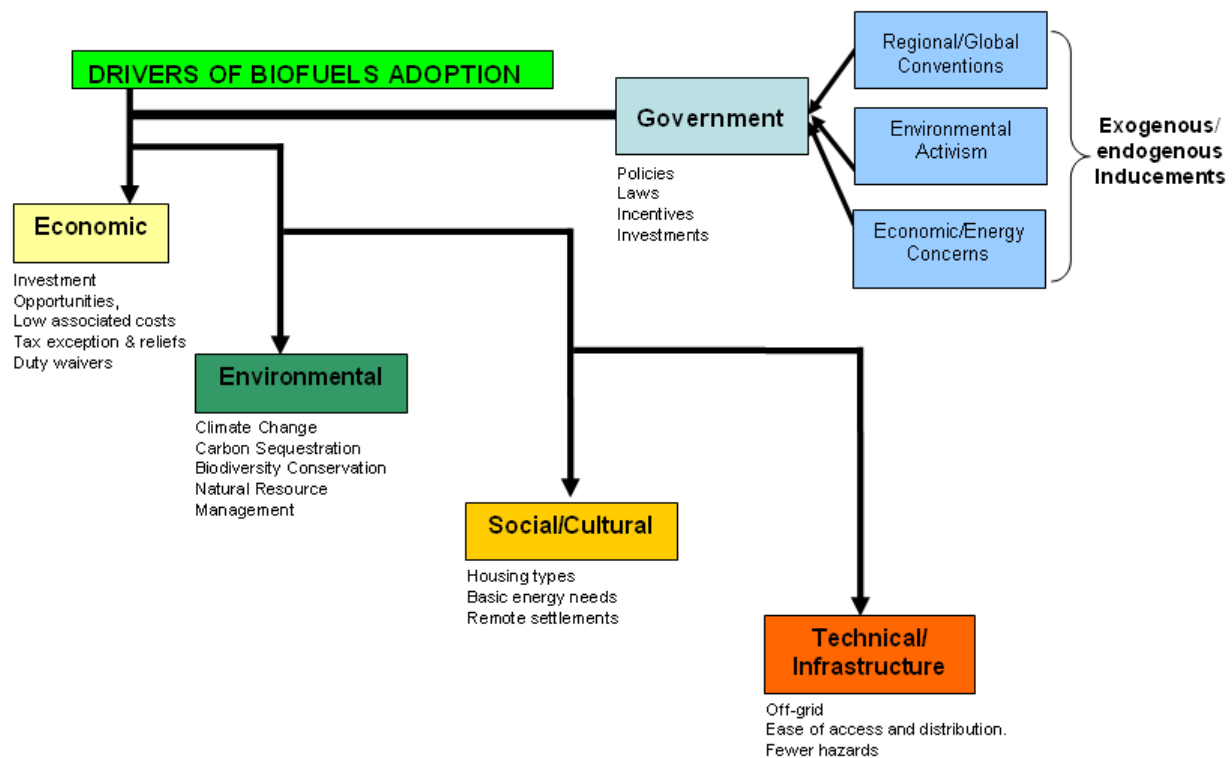 DRIVERS OF BIOFUELS ADOPTION
Government
Policies
Laws
Incentives
Investments
Regional/Global
Conventions
Environmental
Activism
Economic/Energy
Concerns
Exogenous/
endogenous
Inducements
Economic
Investment
Opportunities,
Low associated costs
Tax exception & reliefs
Duty waivers
Environmental
Climate Change
Carbon Sequestration
Biodiversity Conservation
Natural Resource
Management
Social/Cultural
Housing types
Basic energy needs
Remote settlements
Technical/
Infrastructure
Off-grid
Ease of access and distribution.
Fewer hazards